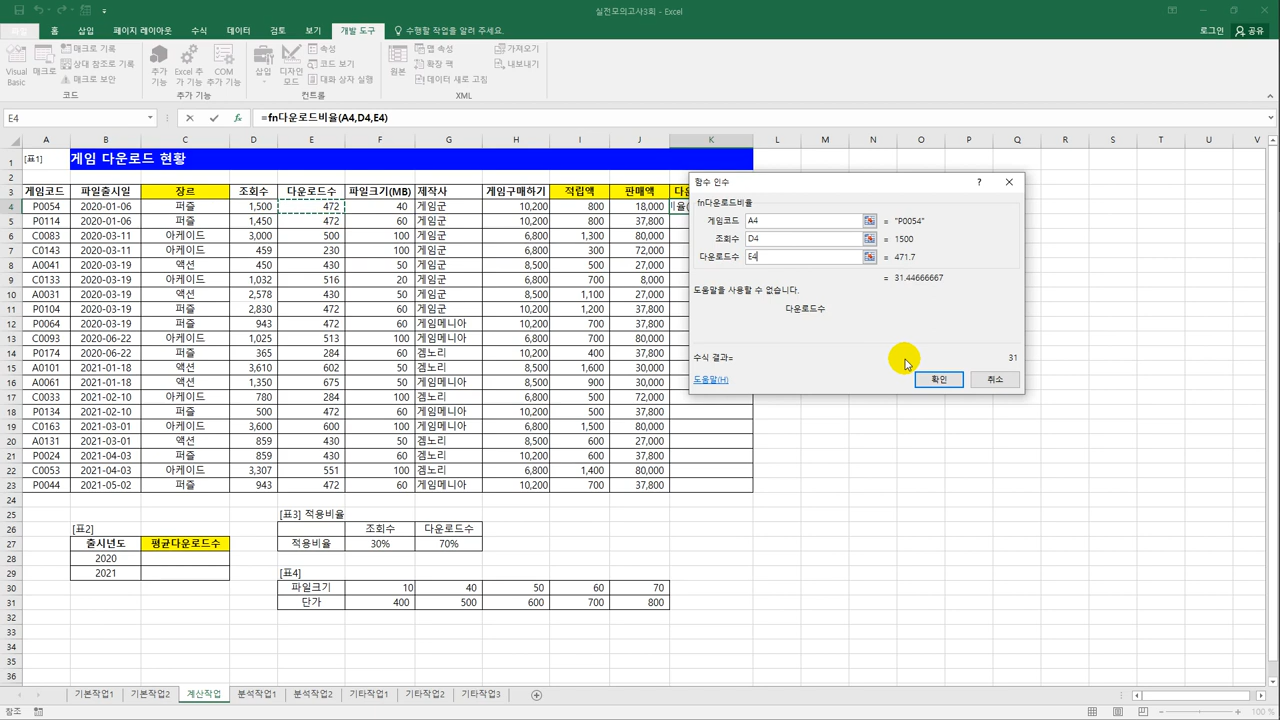 실전모의고사3회 - Excel
홈 삽입 페이지 레이아웃 수식 데이터 검토 보기 개발 도구 수행할 작업을 알려 주세요. 로그인 공유
Visual Basic 매크로 매크로 기록 상대 참조로 기록 매크로 보안 코드
추가 기능 Excel 추가 기능 COM 추가 기능 추가 기능
삽입 디자인 모드 속성 코드 보기 대화 상자 실행 컨트롤
원본 맵 속성 확장 팩 데이터 새로 고침 가져오기 내보내기 XML
E4 fx =fn다운로드비율(A4,D4,E4)
A B C D E F G H I J K L M N O P Q R S T U V
1 [표1] 게임 다운로드 현황
2
3 게임코드 파일출시일 장르 조회수 다운로드수 파일크기(MB) 제작사 게임구매하기 적립액 판매액
4 P0054 2020-01-06 퍼즐 1,500 472 40 게임군 10,200 800 18,000
5 P0114 2020-01-06 퍼즐 1,450 472 60 게임군 10,200 800 37,800
6 C0083 2020-03-11 아케이드 3,000 500 100 게임군 6,800 1,300 80,000
7 C0143 2020-03-11 아케이드 459 230 100 게임군 6,800 300 72,000
8 A0041 2020-03-19 액션 450 430 50 게임군 8,500 500 27,000
9 C0133 2020-03-19 아케이드 1,032 516 20 게임군 6,800 700 8,000
10 A0031 2020-03-19 액션 2,578 430 50 게임군 8,500 1,100 27,000
11 P0104 2020-03-19 퍼즐 2,830 472 60 게임군 10,200 1,200 37,800
12 P0064 2020-03-19 퍼즐 943 472 60 게임메니아 10,200 700 37,800
13 C0093 2020-06-22 아케이드 1,025 513 100 게임메니아 6,800 700 80,000
14 P0174 2020-06-22 퍼즐 365 284 60 겜노리 10,200 400 37,800
15 A0101 2021-01-18 액션 3,610 602 50 겜노리 8,500 1,600 30,000
16 A0061 2021-01-18 액션 1,350 675 50 게임메니아 8,500 900 30,000
17 C0033 2021-02-10 아케이드 780 284 100 겜노리 6,800 500 72,000
18 P0134 2021-02-10 퍼즐 500 472 60 게임메니아 10,200 500 37,800
19 C0163 2021-03-01 아케이드 3,600 600 100 게임메니아 6,800 1,500 80,000
20 A0131 2021-03-01 액션 859 430 50 겜노리 8,500 600 27,000
21 P0024 2021-04-03 퍼즐 859 430 60 겜노리 10,200 600 37,800
22 C0053 2021-04-03 아케이드 3,307 551 100 겜노리 6,800 1,400 80,000
23 P0044 2021-05-02 퍼즐 943 472 60 게임메니아 10,200 700 37,800
24
25 [표3] 적용비율
26 [표2] 조회수 다운로드수
27 출시년도 평균다운로드수 적용비율 30% 70%
28 2020
29 2021 [표4]
30 파일크기 10 40 50 60 70
31 단가 400 500 600 700 800
32
33
34
35
36
함수 인수
fn다운로드비율
게임코드 A4 = "P0054"
조회수 D4 = 1500
다운로드수 E4 = 471.7
= 31.44666667
도움말을 사용할 수 없습니다.
다운로드수
수식 결과= 31
도움말(H) 확인 취소
기본작업1 기본작업2 계산작업 분석작업1 분석작업2 기타작업1 기타작업2 기타작업3
참조 100 %